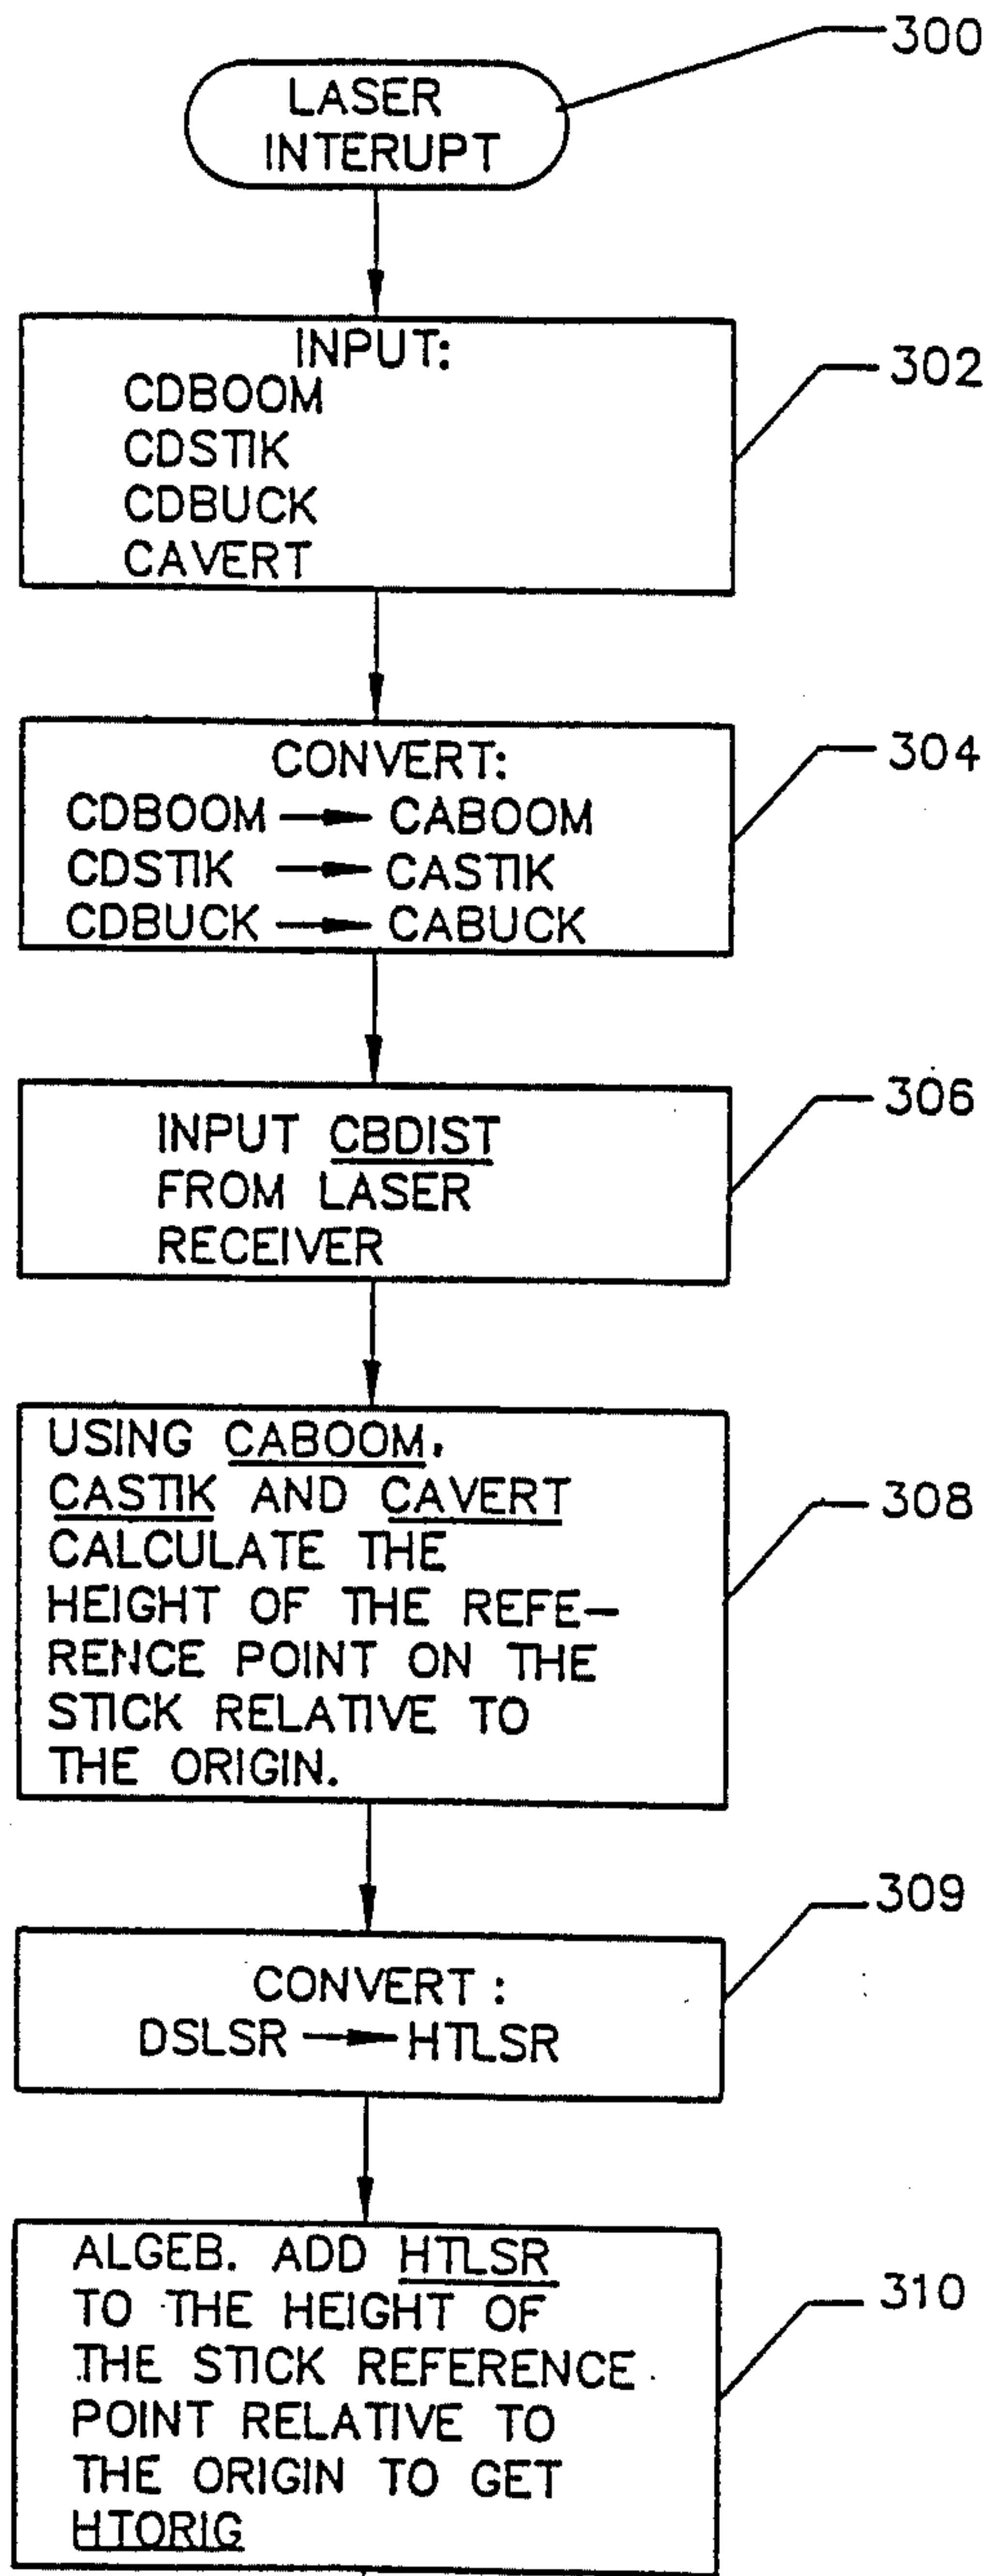 300
LASER
INTERUPT
INPUT:
302
CDBOOM
CDSTIK
CDBUCK
CAVERT
CONVERT:
304
CDBOOM → CABOOM
CDSTIK → CASTIK
CDBUCK → CABUCK
306
INPUT CBDIST
FROM LASER
RECEIVER
USING CABOOM,
CASTIK AND CAVERT
308
CALCULATE THE
HEIGHT OF THE REFE-
RENCE POINT ON THE
STICK RELATIVE TO
THE ORIGIN.
309
CONVERT :
DSLSR → HTLSR
ALGEB. ADD HTLSR
310
TO THE HEIGHT OF
THE STICK REFERENCE
POINT RELATIVE TO
THE ORIGIN TO GET
HTORIG